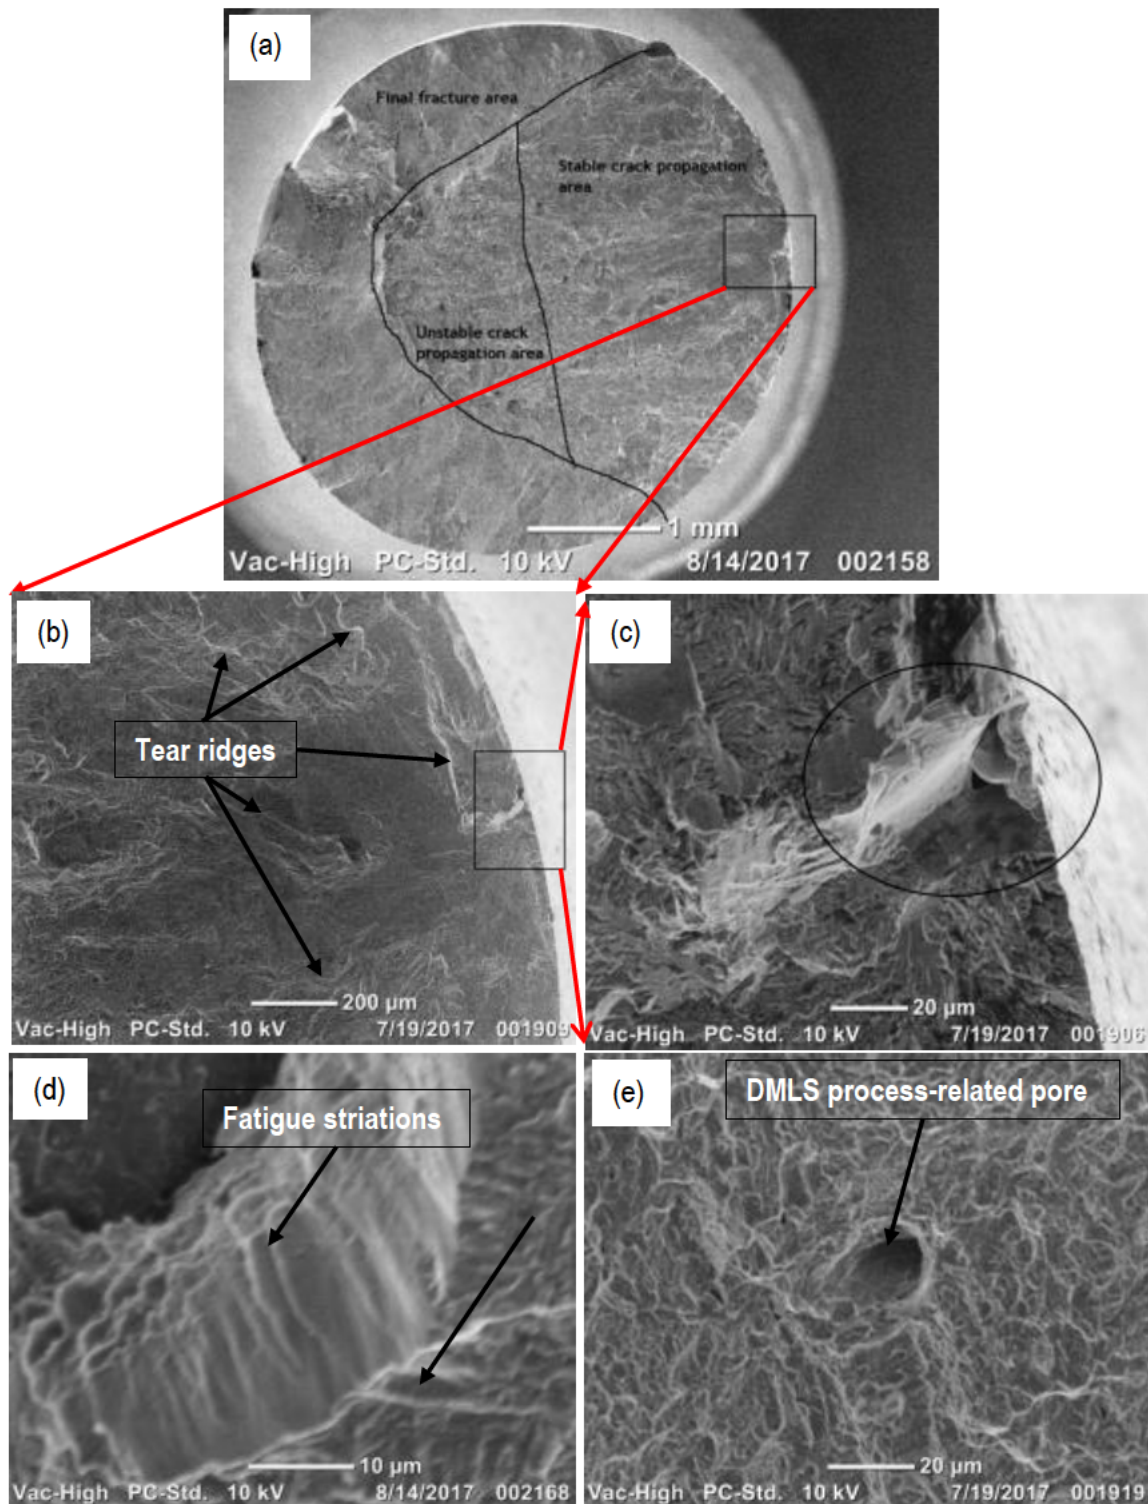 (a)
Final fracture area
Stable crack propagation
area
Unstable crack
propagation area
1 mm
Vac-High PC-Std. 10 kV 8/14/2017 002158
(b)
Tear ridges
200 µm
Vac-High PC-Std. 10 kV 7/19/2017 001909
(c)
20 µm
Vac-High PC-Std. 10 kV 7/19/2017 001906
(d)
Fatigue striations
10 µm
Vac-High PC-Std. 10 kV 8/14/2017 002168
(e)
DMLS process-related pore
20 µm
Vac-High PC-Std. 10 kV 7/19/2017 001919